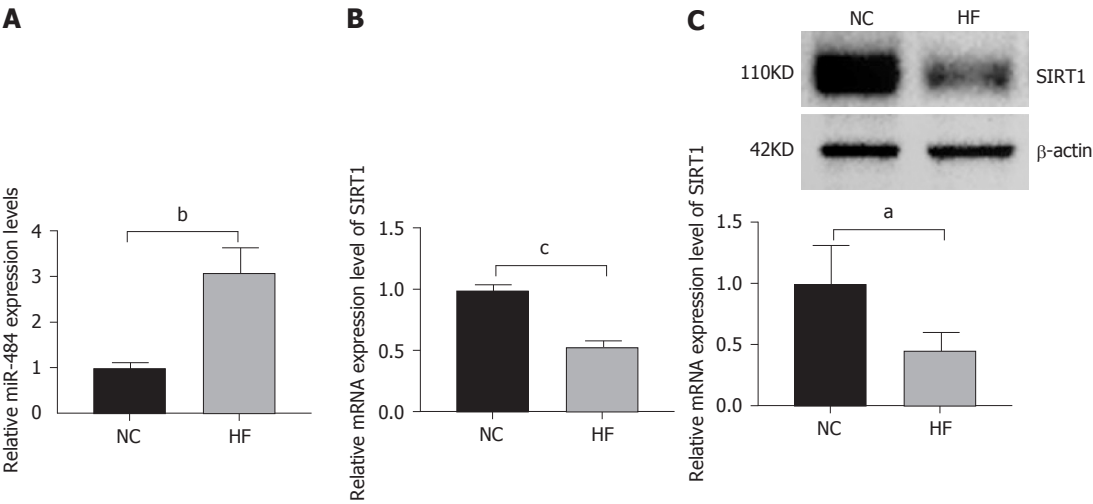 A
Relative miR-484 expression levels
4
3
2
1
0
b
NC HF
B
Relative mRNA expression level of SIRT1
1.5
1.0
0.5
0.0
c
NC HF
C
NC HF
110KD SIRT1
42KD β-actin
Relative mRNA expression level of SIRT1
1.5
1.0
0.5
0.0
a
NC HF